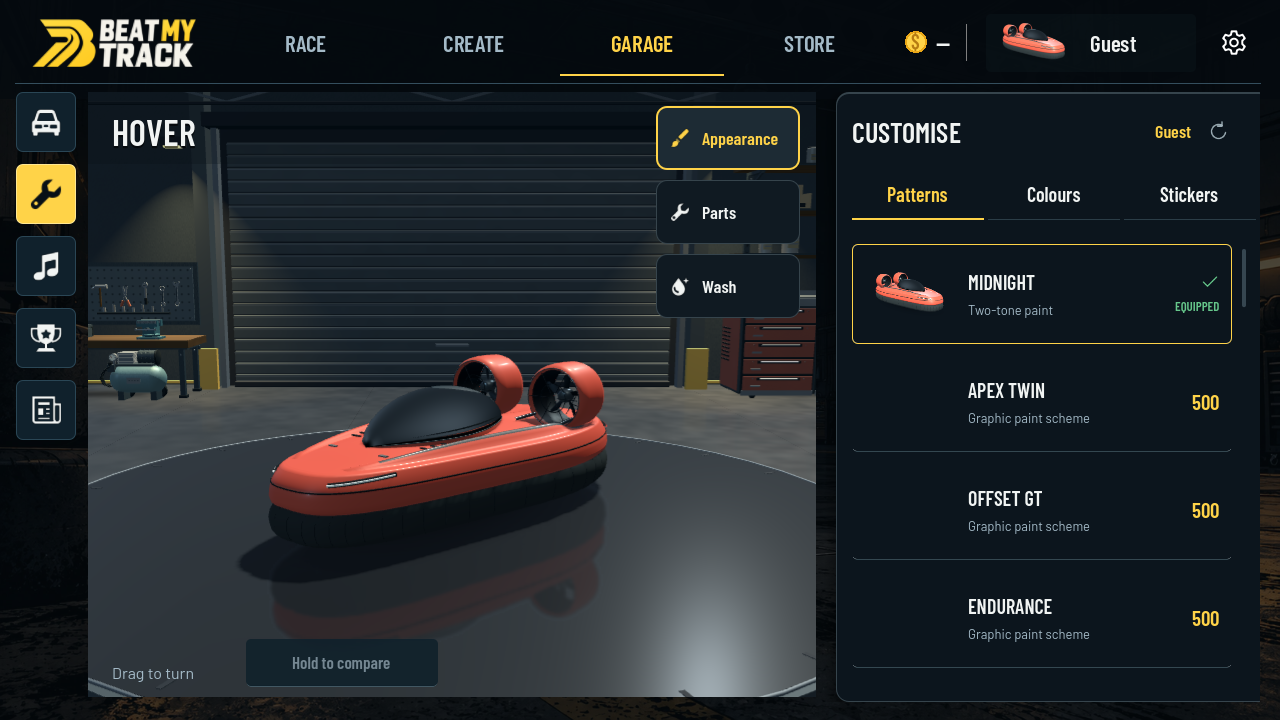 BEATMY
TRACK
RACE
CREATE
GARAGE
STORE
–
Guest
HOVER
Appearance
Parts
Wash
Drag to turn
Hold to compare
CUSTOMISE
Guest
Patterns
Colours
Stickers
MIDNIGHT
Two-tone paint
EQUIPPED
APEX TWIN
Graphic paint scheme
500
OFFSET GT
Graphic paint scheme
500
ENDURANCE
Graphic paint scheme
500